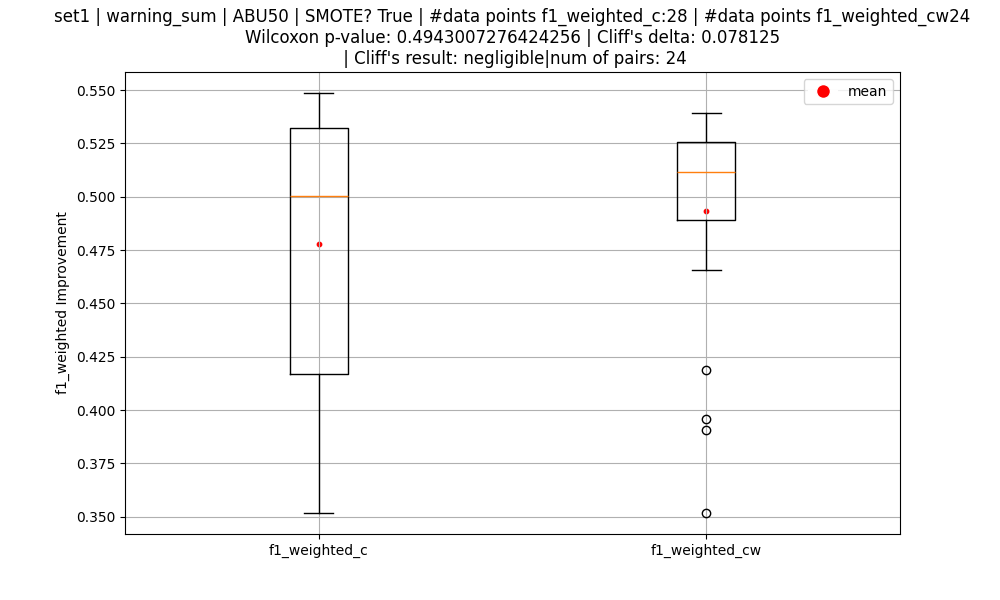 set1 | warning_sum | ABU50 | SMOTE? True | #data points f1_weighted_c:28 | #data points f1_weighted_cw24
Wilcoxon p-value: 0.4943007276424256 | Cliff's delta: 0.078125
| Cliff's result: negligible|num of pairs: 24
mean
0.550
0.525
0.500
0.475
0.450
0.425
0.400
0.375
0.350
f1_weighted Improvement
f1_weighted_c
f1_weighted_cw